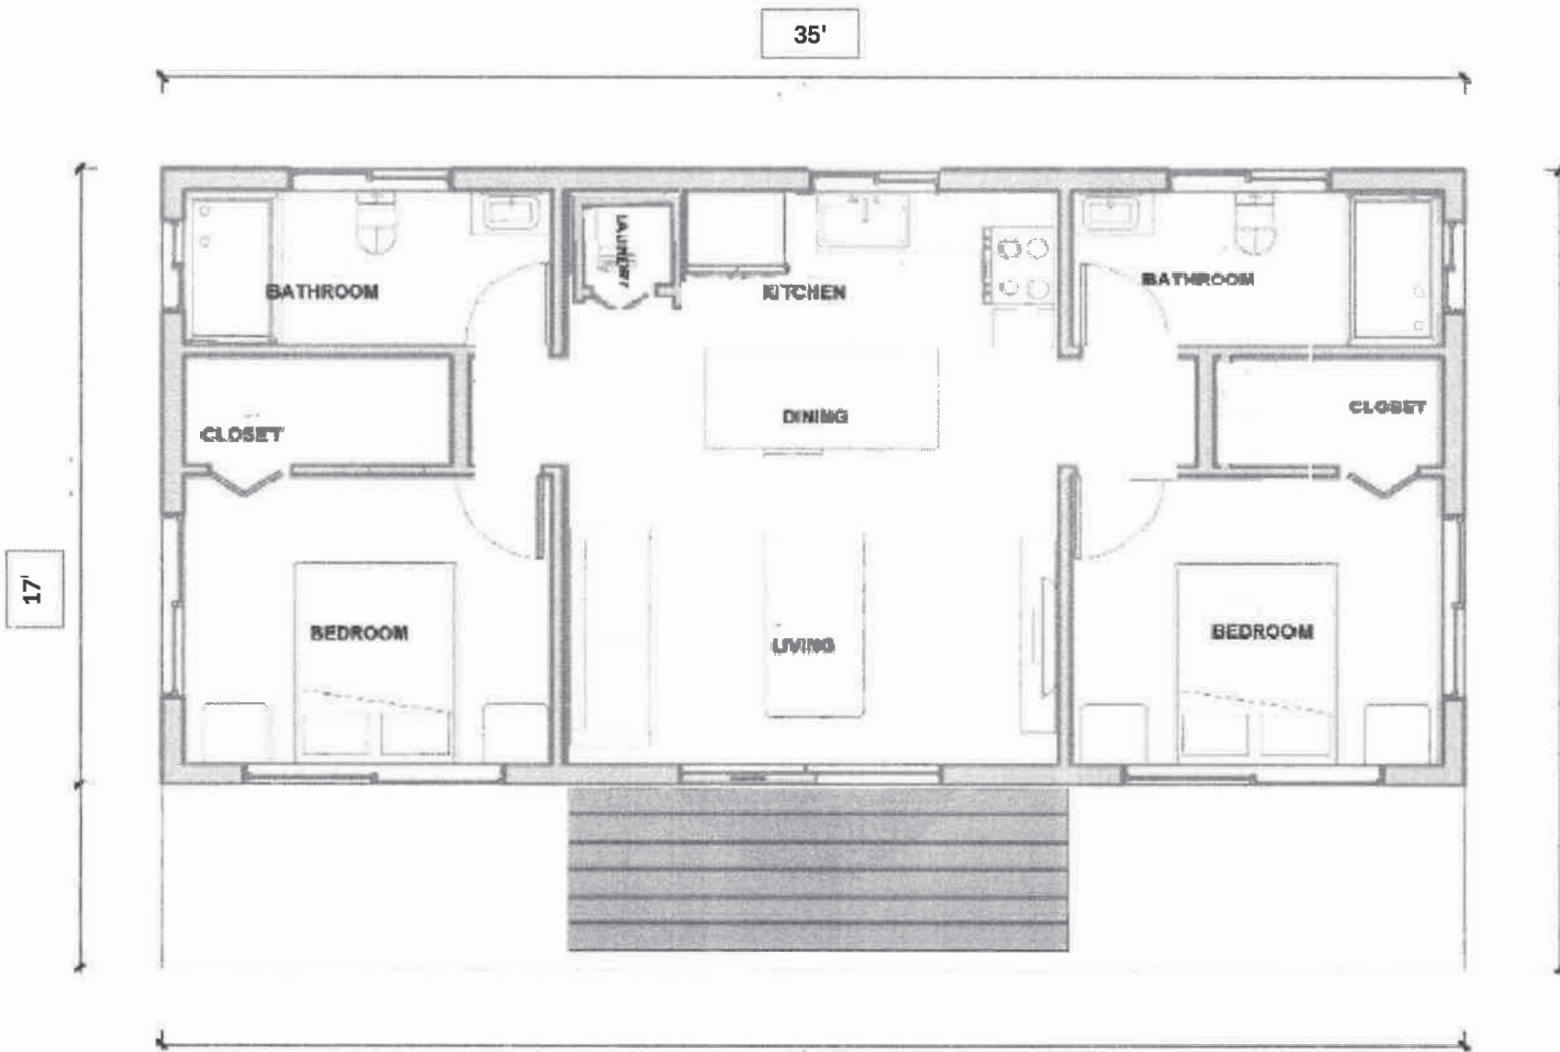 35'
LAUNDRY
BATHROOM
KITCHEN
BATHROOM
DINING
CLOSET
CLOSET
17'
BEDROOM
LIVING
BEDROOM